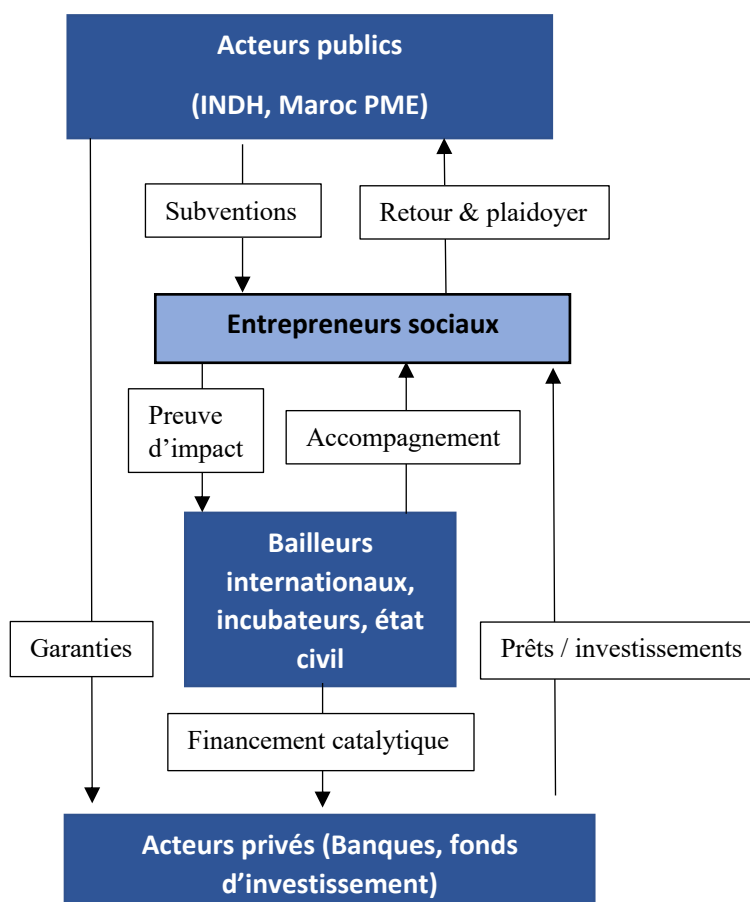 Acteurs publics
(INDH, Maroc PME)
Subventions
Retour & plaidoyer
Entrepreneurs sociaux
Preuve
d’impact
Accompagnement
Bailleurs
internationaux,
incubateurs, état
civil
Garanties
Prêts / investissements
Financement catalytique
Acteurs privés (Banques, fonds
d’investissement)